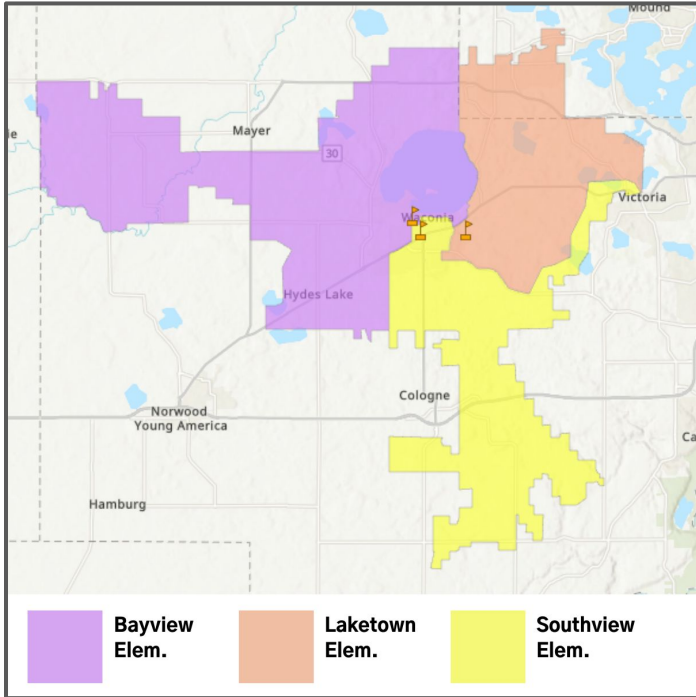 Mound
Mayer
ie
30
Victoria
Waconia
Hydes Lake
Cologne
Norwood
Young America
Ca
Hamburg
Bayview
Elem.
Laketown
Elem.
Southview
Elem.